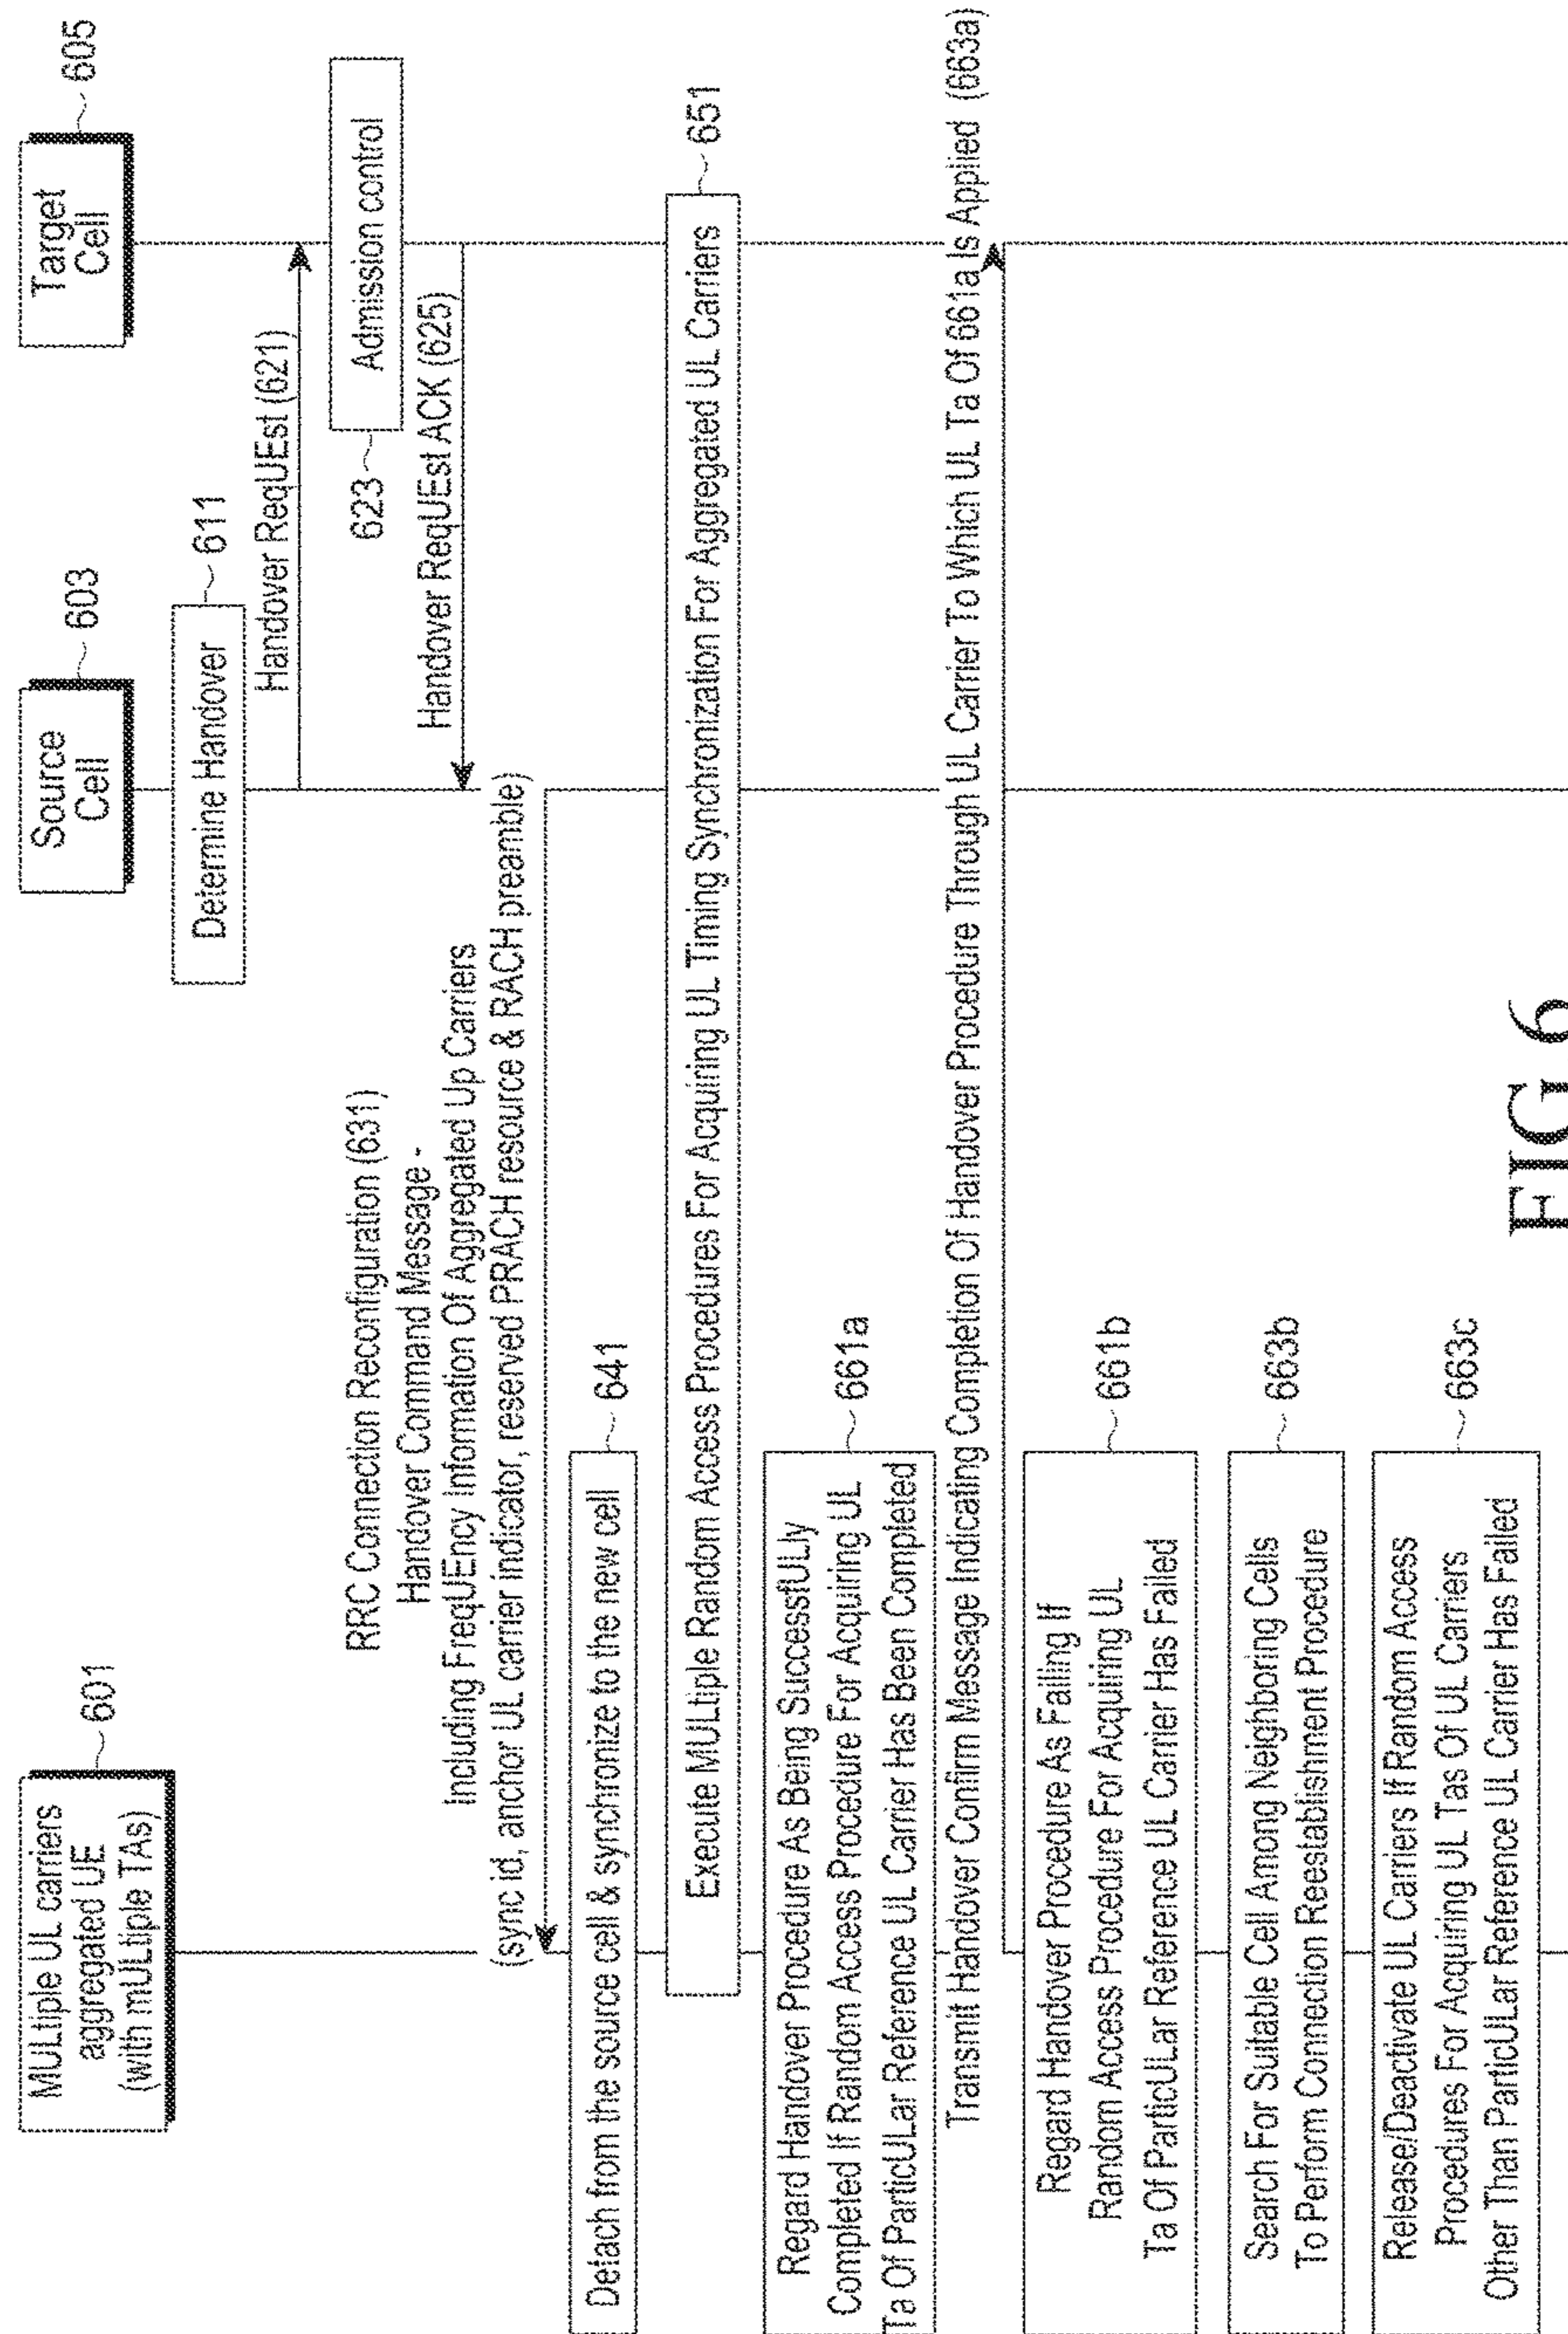 MULtiple UL carriers
aggregated UE
(with mULtiple TAs)
601
Source
Cell
603
Target
Cell
605
Determine Handover
611
Handover ReqUEst (621)
Admission control
623
Handover ReqUEst ACK (625)
RRC Connection Reconfiguration (631)
Handover Command Message -
Including FreqUEncy Information Of Aggregated Up Carriers
(sync id, anchor UL carrier indicator, reserved PRACH resource & RACH preamble)
Detach from the source cell & synchronize to the new cell
641
Execute MULtiple Random Access Procedures For Acquiring UL Timing Synchronization For Aggregated UL Carriers
651
Regard Handover Procedure As Being SuccessfULly
Completed If Random Access Procedure For Acquiring UL
Ta Of ParticULar Reference UL Carrier Has Been Completed
661a
Transmit Handover Confirm Message Indicating Completion Of Handover Procedure Through UL Carrier To Which UL Ta Of 661a Is Applied (663a)
Regard Handover Procedure As Failing If
Random Access Procedure For Acquiring UL
Ta Of ParticULar Reference UL Carrier Has Failed
661b
Search For Suitable Cell Among Neighboring Cells
To Perform Connection Reestablishment Procedure
663b
Release/Deactivate UL Carriers If Random Access
Procedures For Acquiring UL Tas Of UL Carriers
Other Than ParticULar Reference UL Carrier Has Failed
663c
FIG 6